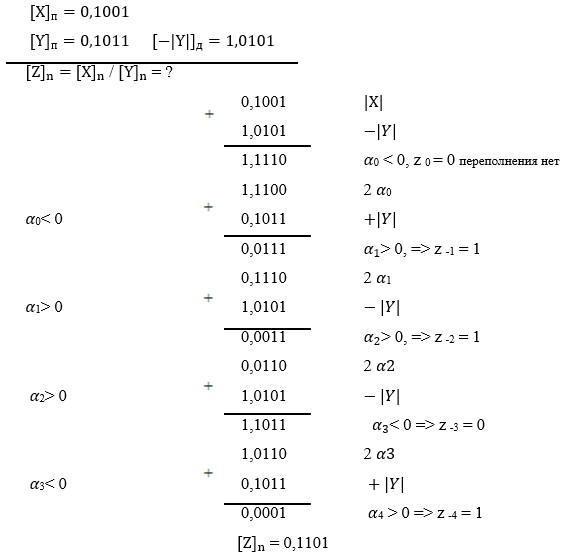 [X]п = 0,1001
[Y]п = 0,1011 [−|Y|]д = 1,0101
[Z]п = [X]п / [Y]п = ?
+ 0,1001 |X|
1,0101 −|Y|
1,1110 α0 < 0, z 0 = 0 переполнения нет
1,1100 2 α0
α0< 0 + 0,1011 +|Y|
0,0111 α1> 0, => z -1 = 1
0,1110 2 α1
α1> 0 + 1,0101 − |Y|
0,0011 α2> 0, => z -2 = 1
0,0110 2 α2
α2> 0 + 1,0101 − |Y|
1,1011 α3< 0 => z -3 = 0
1,0110 2 α3
α3< 0 + 0,1011 + |Y|
0,0001 α4 > 0 => z -4 = 1
[Z]п = 0,1101